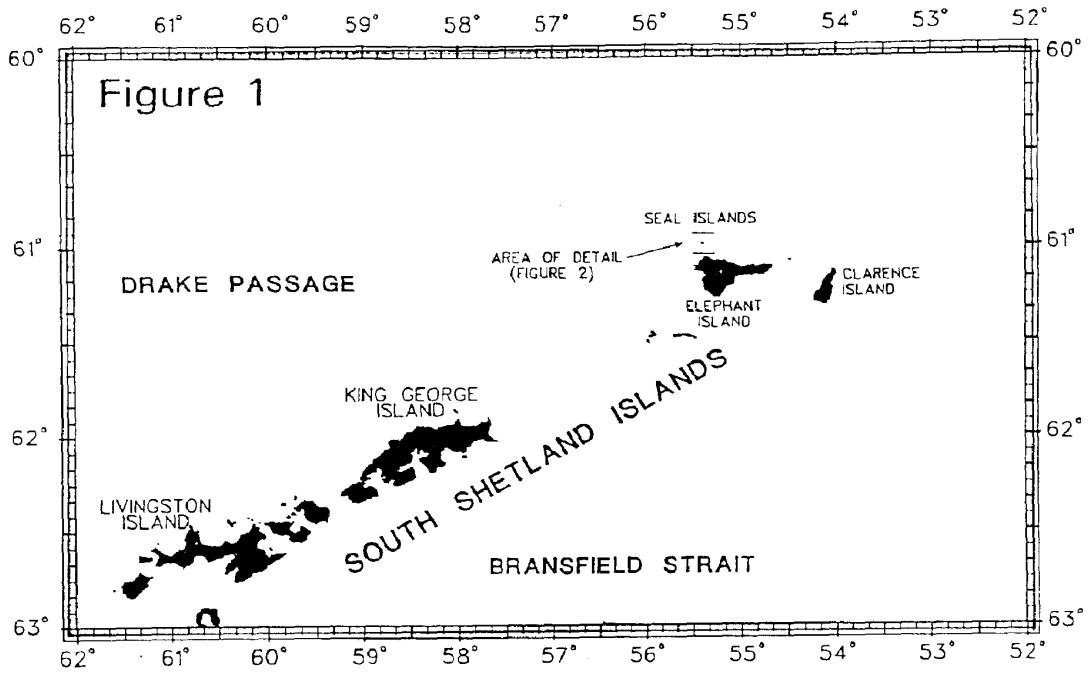 62° 61° 60° 59° 58° 57° 56° 55° 54° 53° 52°
60° 60°
Figure 1
SEAL ISLANDS
61° 61°
AREA OF DETAIL
(FIGURE 2)
DRAKE PASSAGE
CLARENCE
ISLAND
ELEPHANT
ISLAND
KING GEORGE
ISLAND
62° 62°
SOUTH SHETLAND ISLANDS
LIVINGSTON
ISLAND
BRANSFIELD STRAIT
63° 63°
62° 61° 60° 59° 58° 57° 56° 55° 54° 53° 52°